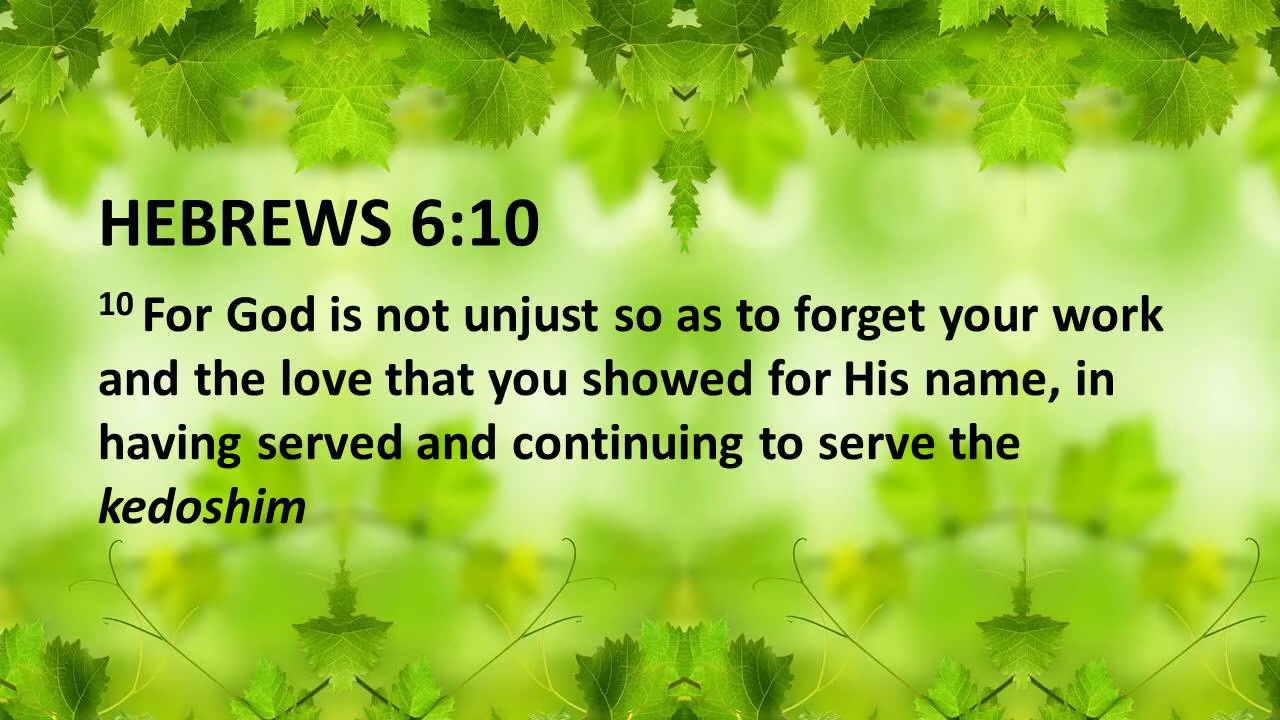 HEBREWS 6:10
10 For God is not unjust so as to forget your work
and the love that you showed for His name, in
having served and continuing to serve the
kedoshim